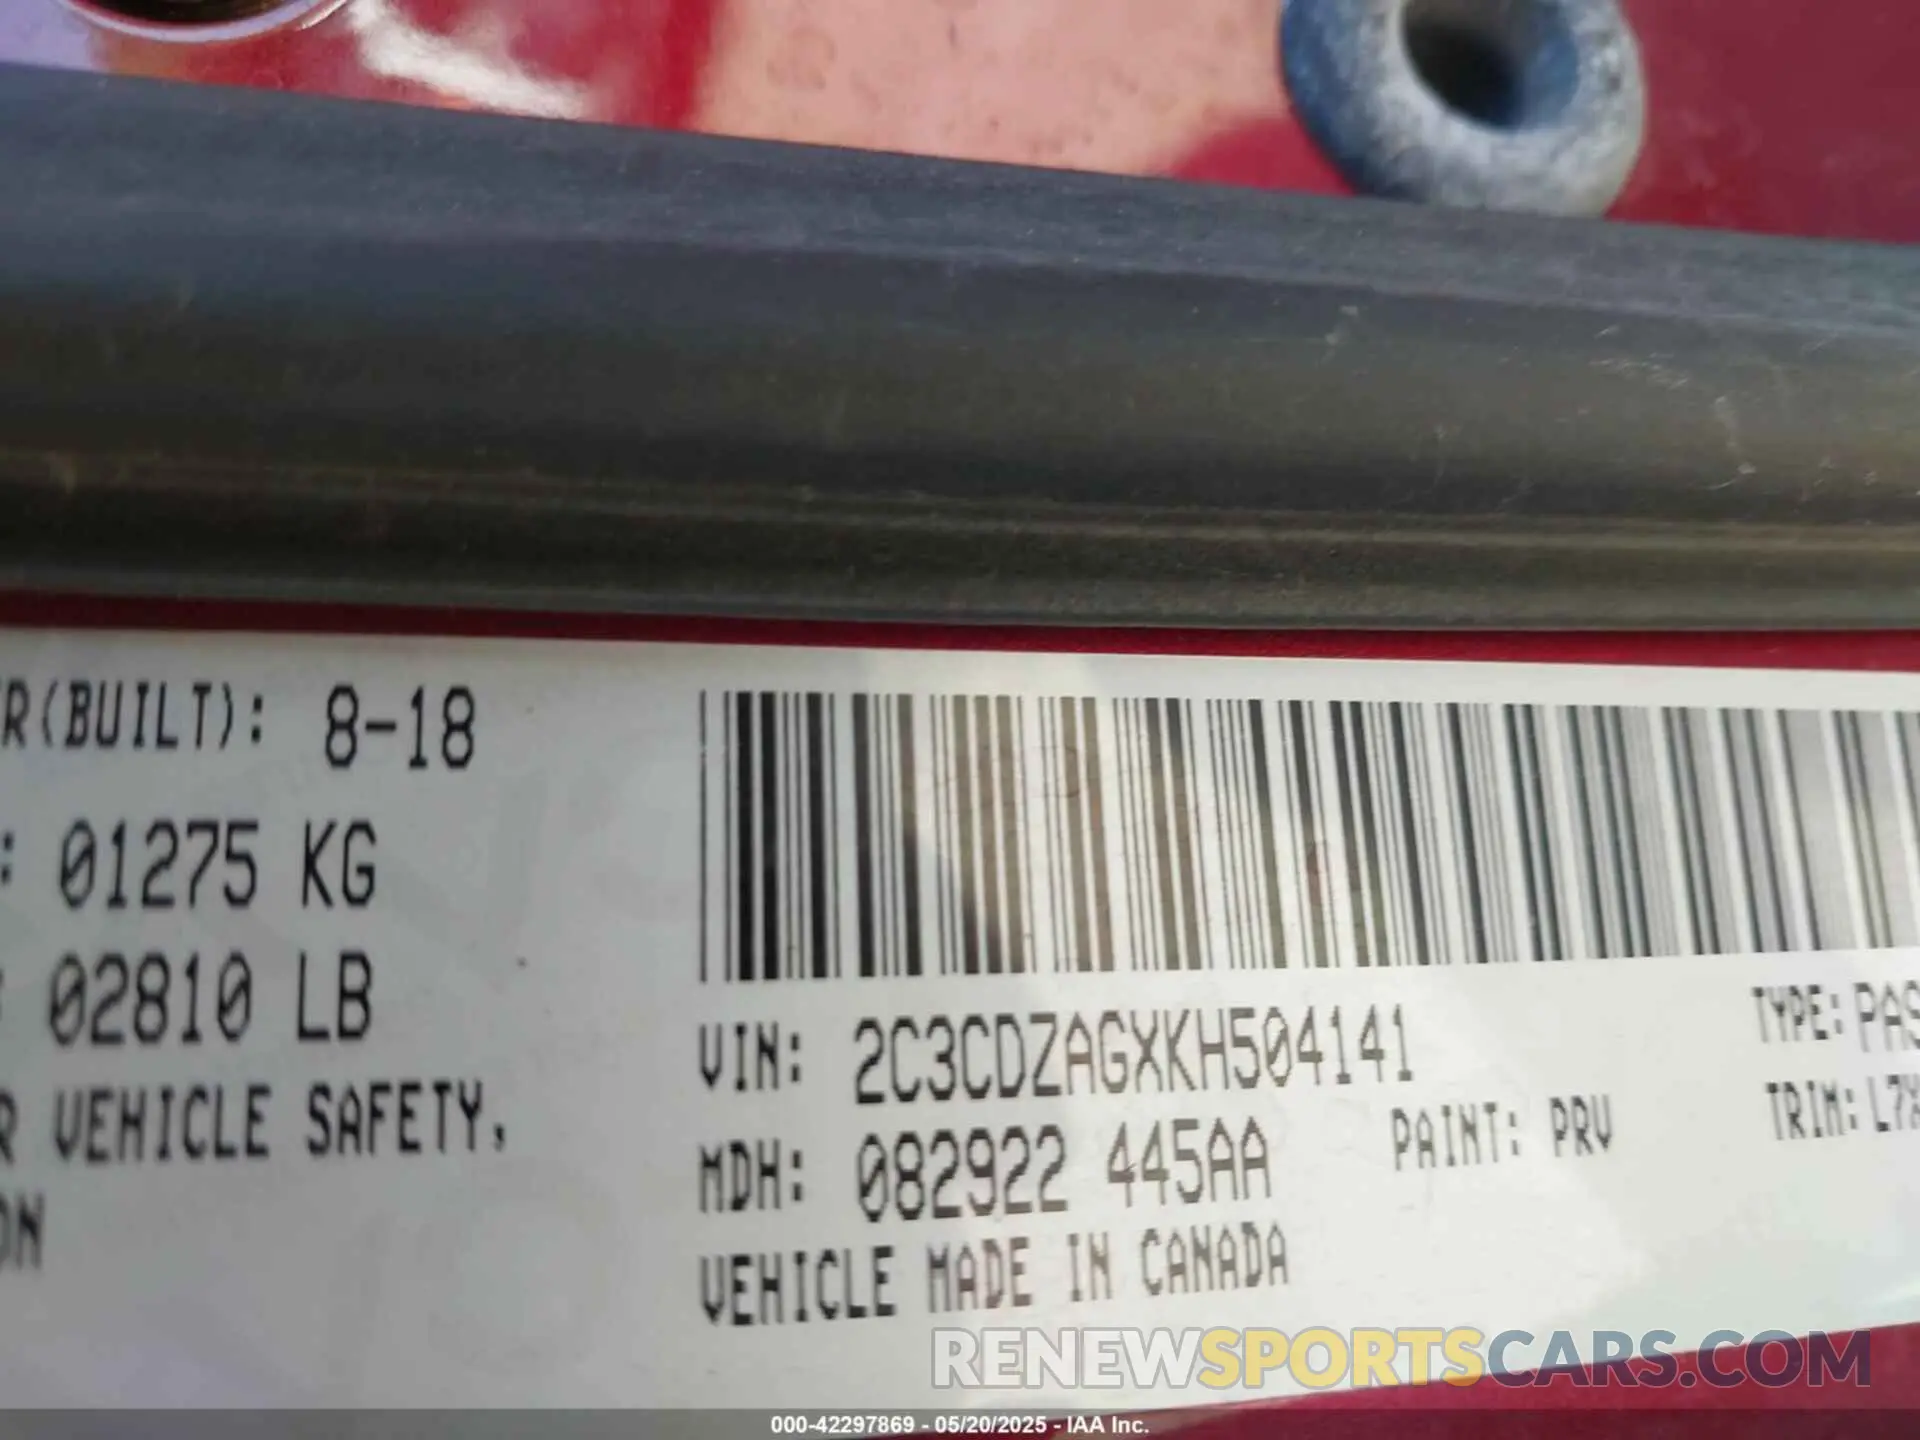 R(BUILT): 8-18
: 01275 KG
02810 LB
R VEHICLE SAFETY,
ON
VIN: 2C3CDZAGXKH504141
TYPE: PAS
MDH: 082922 445AA
PAINT: PRV
TRIM: L7X
VEHICLE MADE IN CANADA
RENEWSPORTSCARS.COM
000-42297869 - 05/20/2025 - IAA Inc.